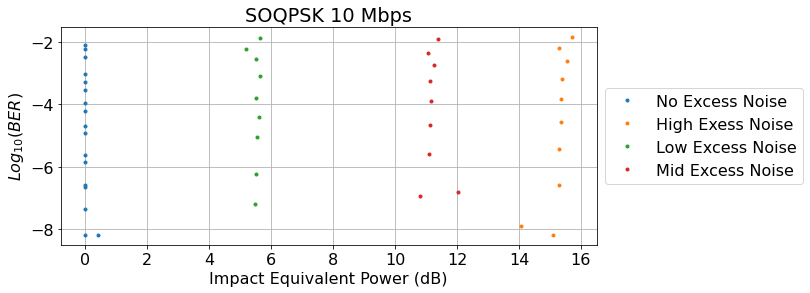 SOQPSK 10 Mbps
−2
−4
−6
−8
Log10(BER)
0 2 4 6 8 10 12 14 16
Impact Equivalent Power (dB)
No Excess Noise
High Exess Noise
Low Excess Noise
Mid Excess Noise